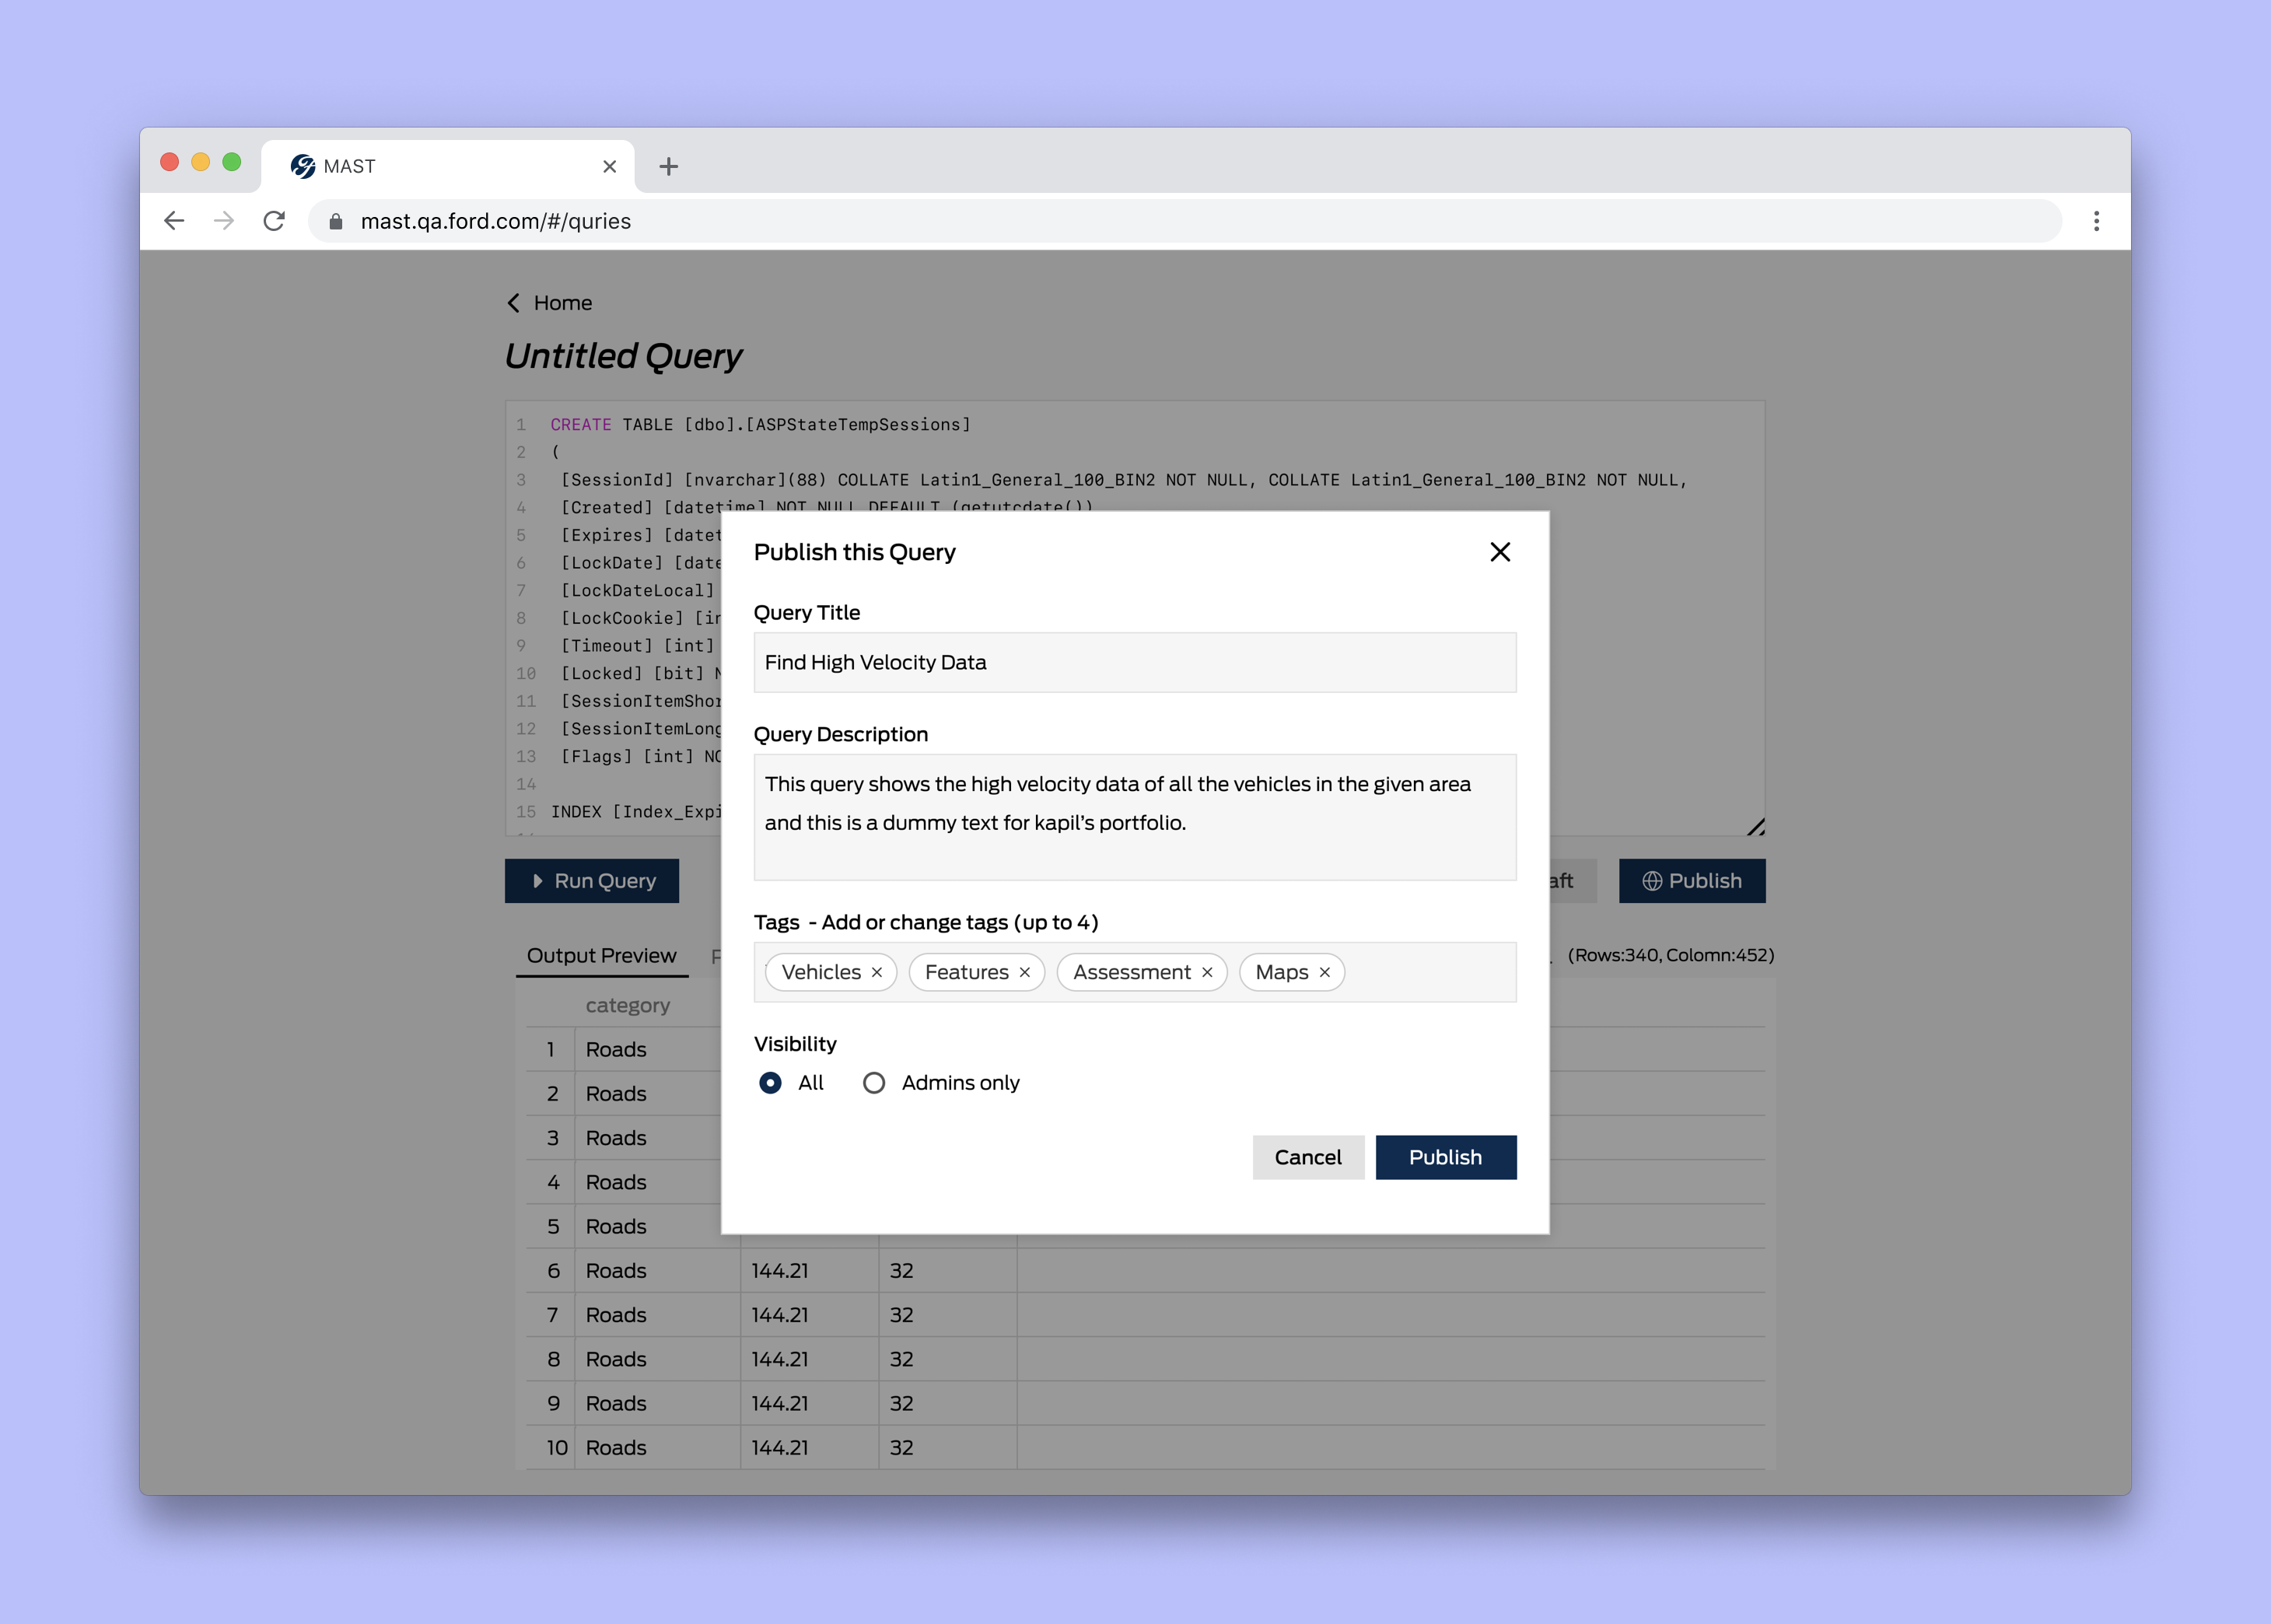 MAST
mast.qa.ford.com/#/quries
Home
Untitled Query
1 CREATE TABLE [dbo].[ASPStateTempSessions]
2 (
3 [SessionId] [nvarchar](88) COLLATE Latin1_General_100_BIN2 NOT NULL, COLLATE Latin1_General_100_BIN2 NOT NULL,
4 [Created] [datetime] NOT NULL DEFAULT (getutcdate())
5 [Expires] [datet
6 [LockDate] [date
7 [LockDateLocal]
8 [LockCookie] [in
9 [Timeout] [int]
10 [Locked] [bit] N
11 [SessionItemShor
12 [SessionItemLong
13 [Flags] [int] NO
14
15 INDEX [Index_Expi
Publish this Query
Query Title
Find High Velocity Data
Query Description
This query shows the high velocity data of all the vehicles in the given area
and this is a dummy text for kapil’s portfolio.
Tags - Add or change tags (up to 4)
Vehicles Features Assessment Maps
Visibility
All Admins only
Cancel Publish
Run Query aft Publish
Output Preview (Rows:340, Colomn:452)
category
1 Roads
2 Roads
3 Roads
4 Roads
5 Roads
6 Roads 144.21 32
7 Roads 144.21 32
8 Roads 144.21 32
9 Roads 144.21 32
10 Roads 144.21 32